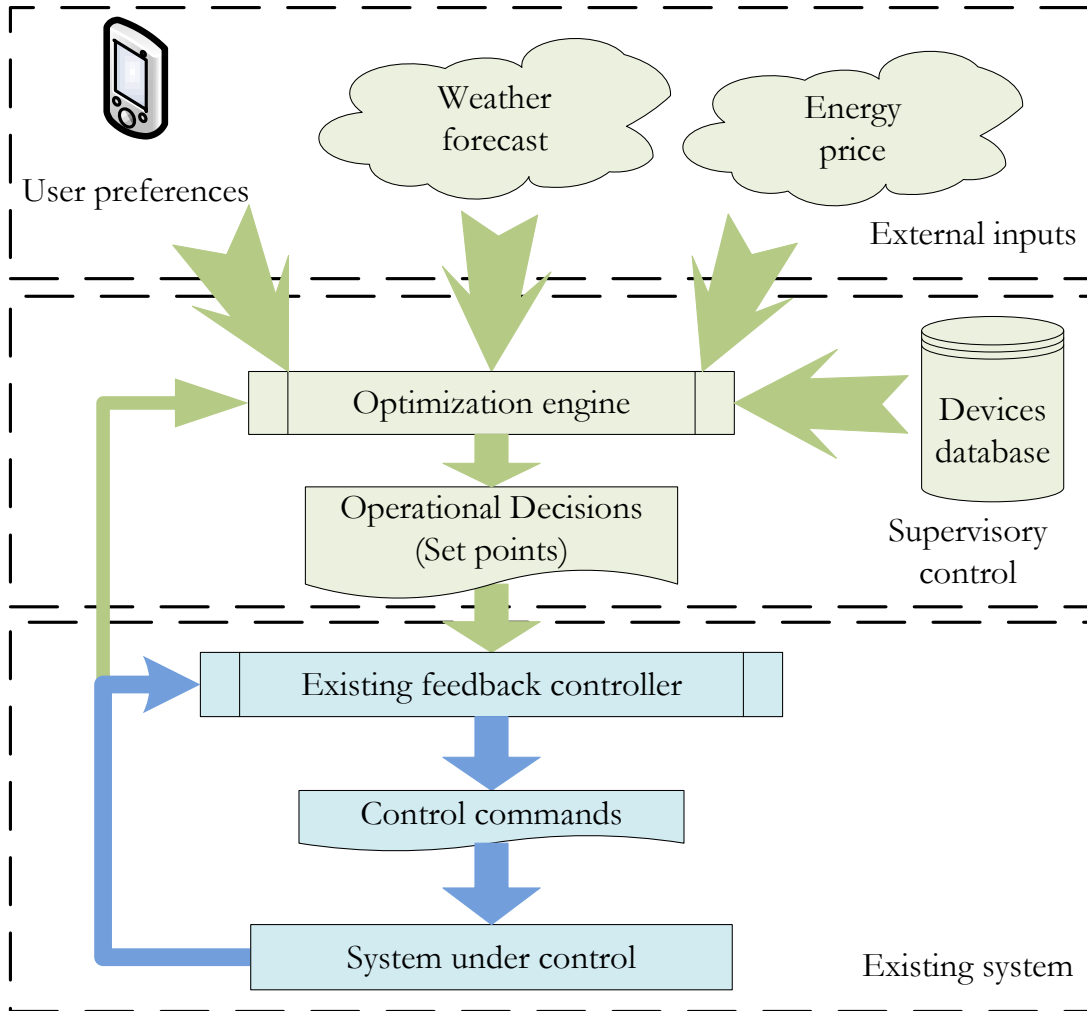 Weather
forecast
Energy
price
User preferences
External inputs
Optimization engine
Devices
database
Operational Decisions
(Set points)
Supervisory
control
Existing feedback controller
Control commands
System under control
Existing system